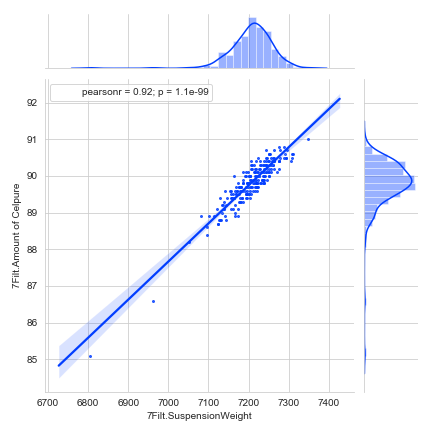 pearsonr = 0.92; p = 1.1e-99
92
91
90
89
88
87
86
85
7Filt.Amount of Celpure
6700 6800 6900 7000 7100 7200 7300 7400
7Filt.SuspensionWeight